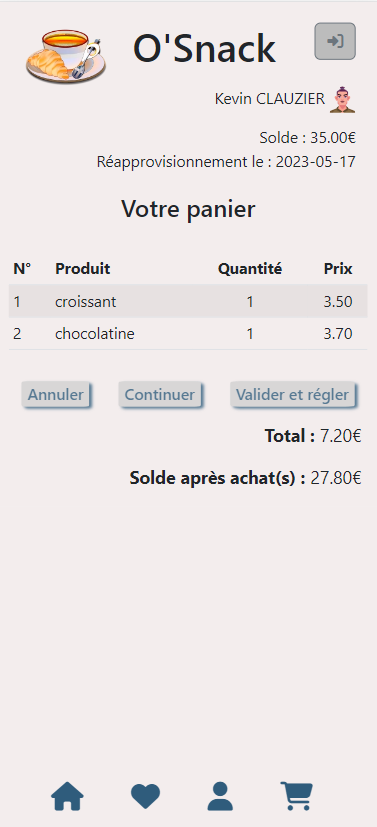 O'Snack
Kevin CLAUZIER
Solde : 35.00€
Réapprovisionnement le : 2023-05-17
Votre panier
N° Produit Quantité Prix
1 croissant 1 3.50
2 chocolatine 1 3.70
Annuler Continuer Valider et régler
Total : 7.20€
Solde après achat(s) : 27.80€